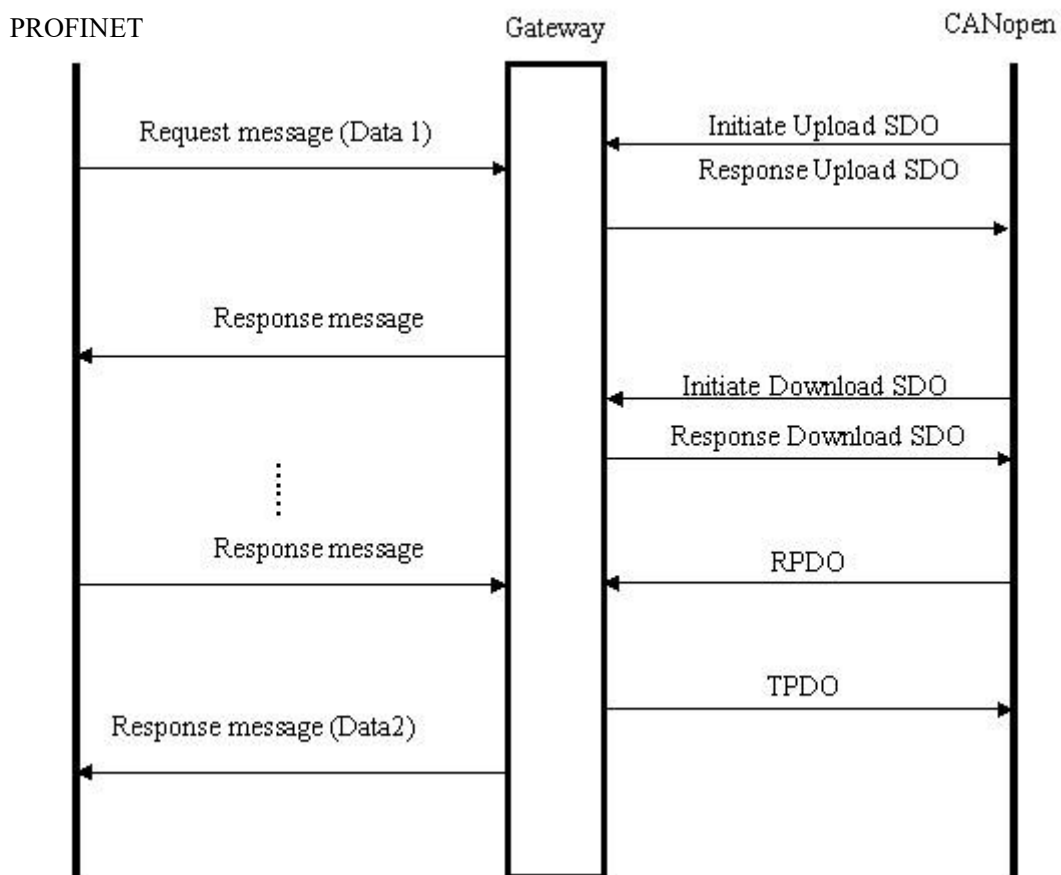 PROFINET
Gateway
CANopen
Request message (Data 1)
Initiate Upload SDO
Response Upload SDO
Response message
Initiate Download SDO
Response Download SDO
Response message
RPDO
TPDO
Response message (Data2)